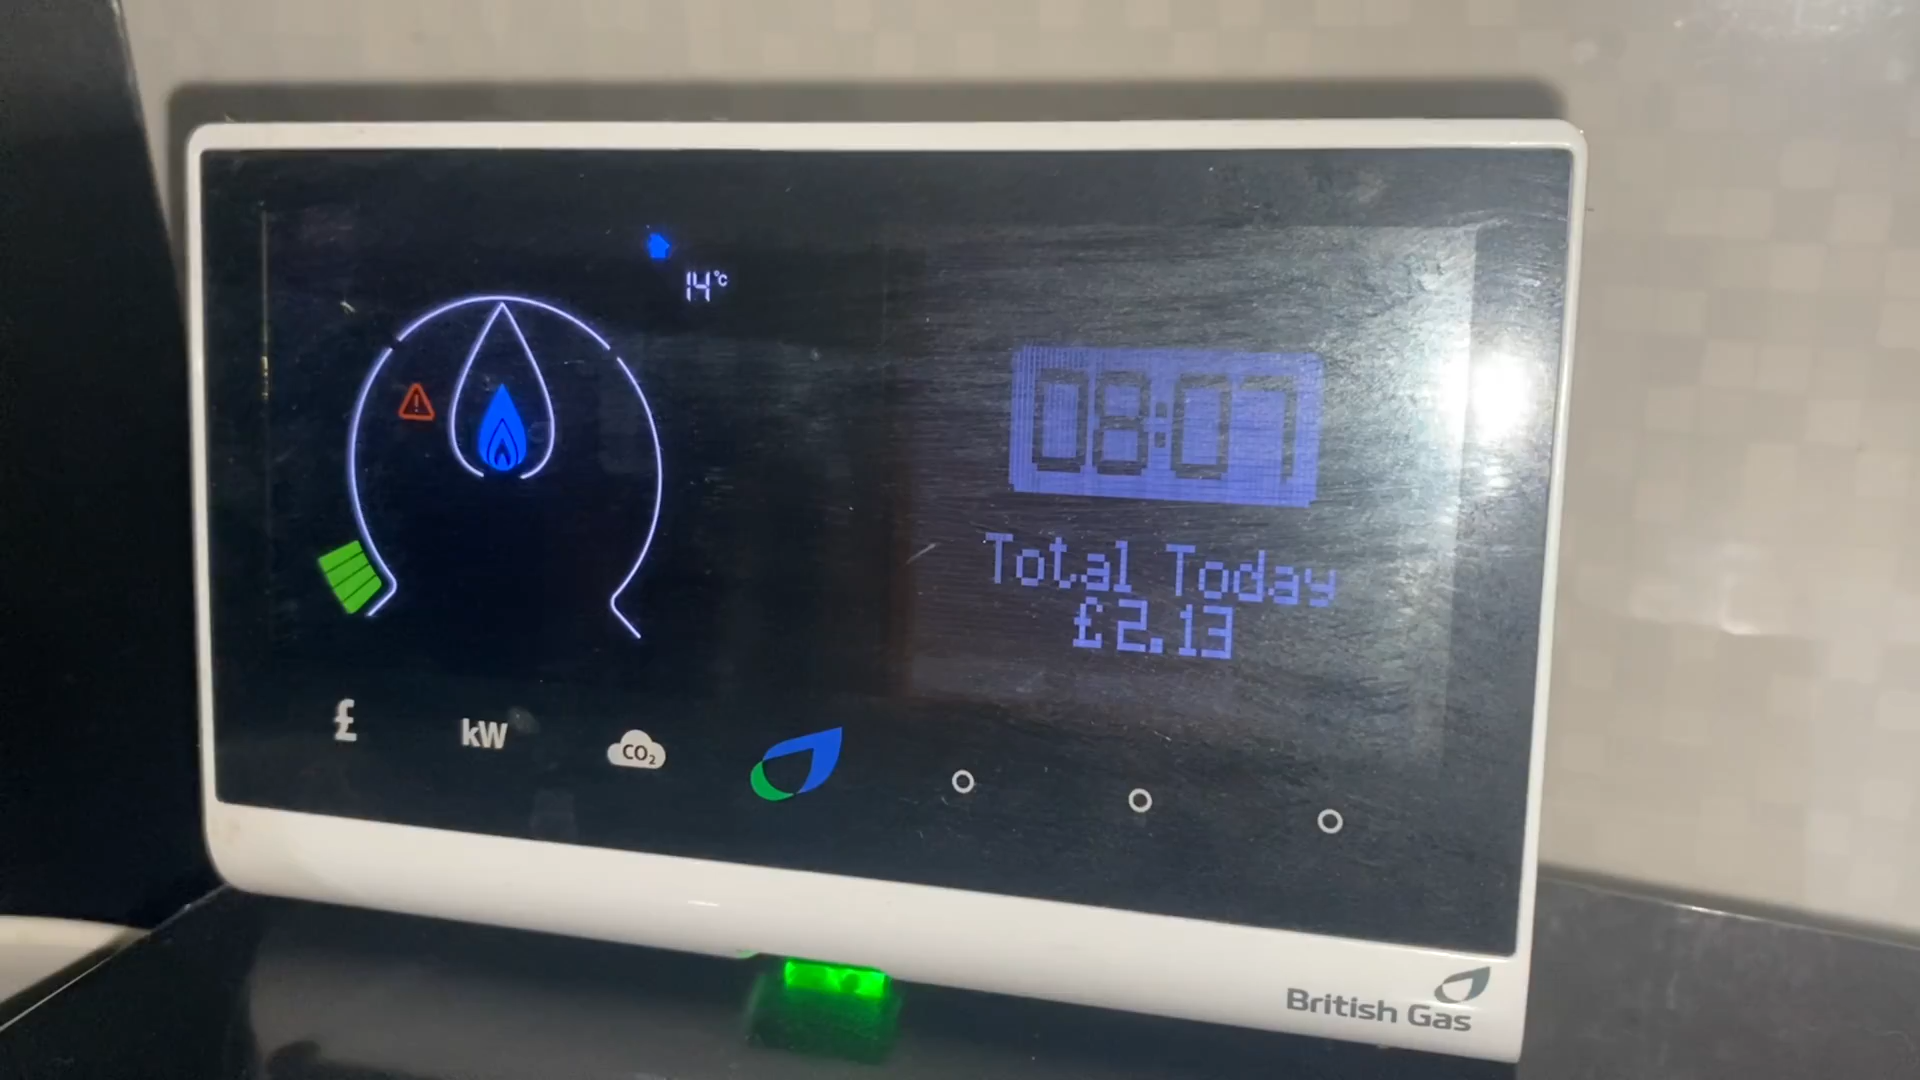 14°C
08:07
Total Today
£2.13
£
kW
CO₂
British Gas